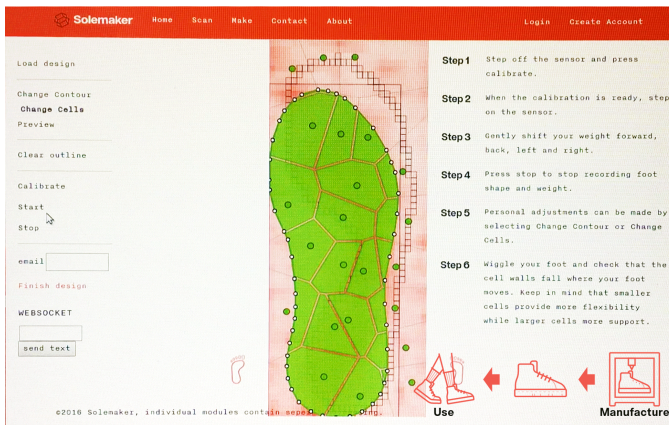 Solemaker
Home Scan Make Contact About
Login Create Account
Load design
Change Contour
Change Cells
Preview
Clear outline
Calibrate
Start
Stop
email
Finish design
WEBSOCKET
send text
Step 1 Step off the sensor and press
calibrate.
Step 2 When the calibration is ready, step
on the sensor.
Step 3 Gently shift your weight forward,
back, left and right.
Step 4 Press stop to stop recording foot
shape and weight.
Step 5 Personal adjustments can be made by
selecting Change Contour or Change
Cells.
Step 6 Wiggle your foot and check that the
cell walls fall where your foot
moves. Keep in mind that smaller
cells provide more flexibility
while larger cells more support.
©2016 Solemaker, individual modules contain
Use
Manufacture